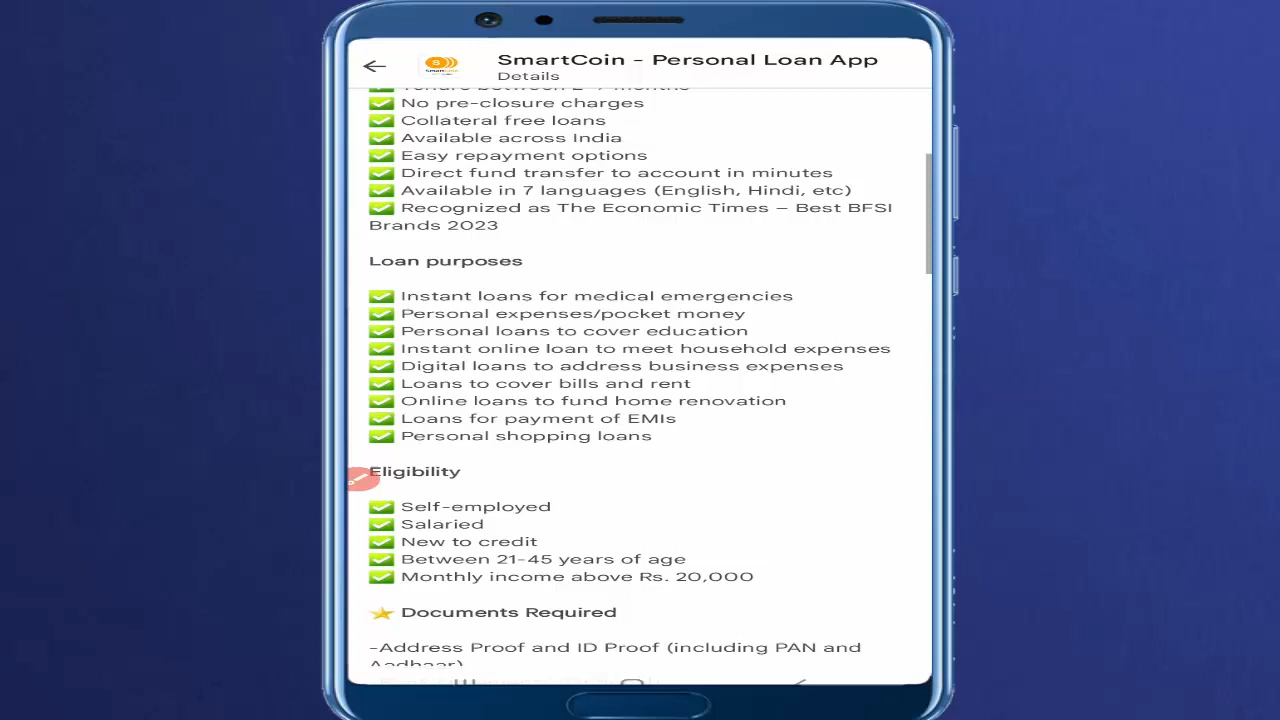 SmartCoin - Personal Loan App
Details
No pre-closure charges
Collateral free loans
Available across India
Easy repayment options
Direct fund transfer to account in minutes
Available in 7 languages (English, Hindi, etc)
Recognized as The Economic Times – Best BFSI
Brands 2023
Loan purposes
Instant loans for medical emergencies
Personal expenses/pocket money
Personal loans to cover education
Instant online loan to meet household expenses
Digital loans to address business expenses
Loans to cover bills and rent
Online loans to fund home renovation
Loans for payment of EMIs
Personal shopping loans
Eligibility
Self-employed
Salaried
New to credit
Between 21-45 years of age
Monthly income above Rs. 20,000
Documents Required
-Address Proof and ID Proof (including PAN and
Aadhaar)